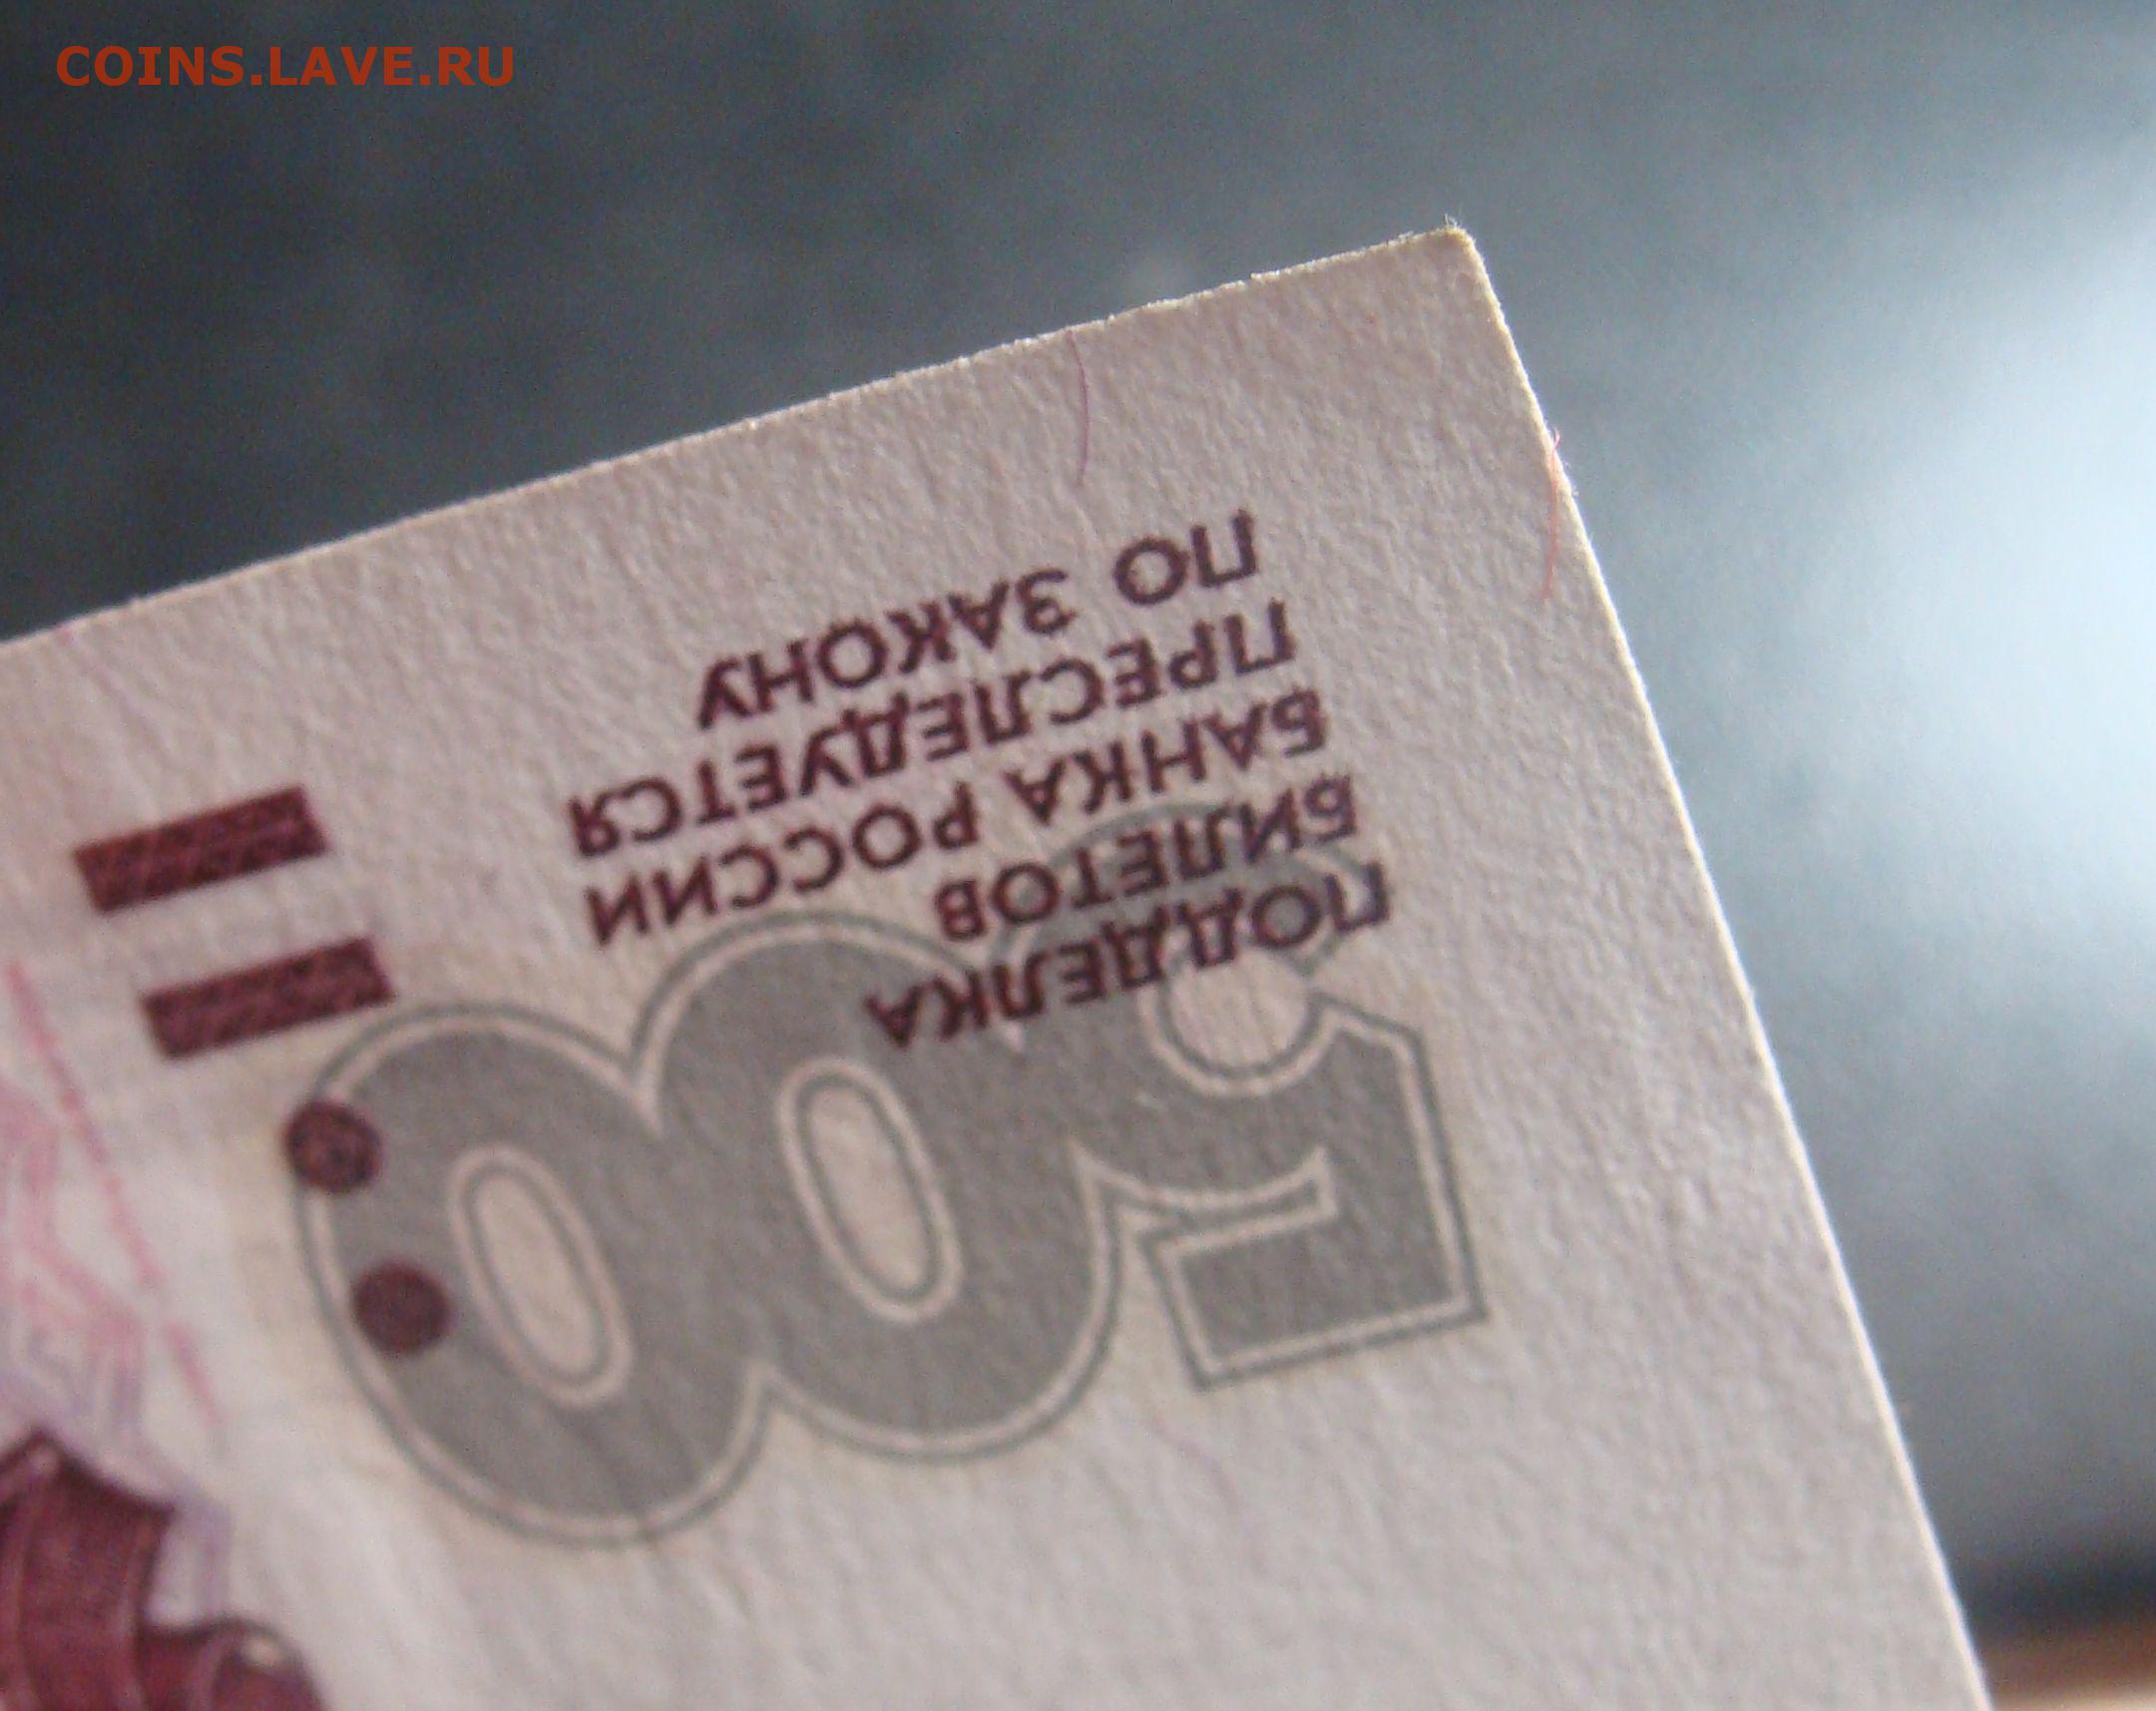 COINS.LAVE.RU
500
ПОДДЕЛКА
БИЛЕТОВ
БАНКА РОССИИ
ПРЕСЛЕДУЕТСЯ
ПО ЗАКОНУ